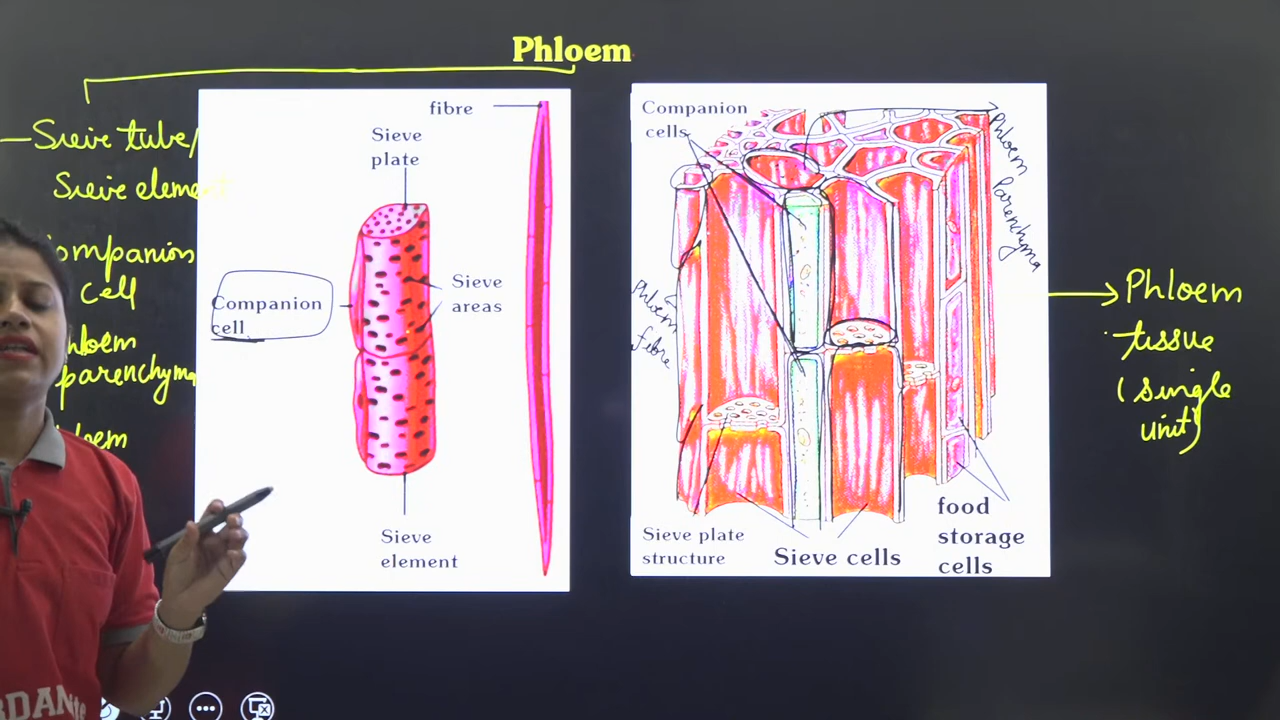 Phloem
Sieve tube/
Sieve element
ompanion
cell
hloem
parenchyma
loem
fibre
Sieve
plate
Companion
cell
Sieve
areas
Sieve
element
Companion
cells
Phloem Parenchyma
Phloem
fibre
Sieve plate
structure
Sieve cells
food
storage
cells
Phloem
tissue
(single
unit)